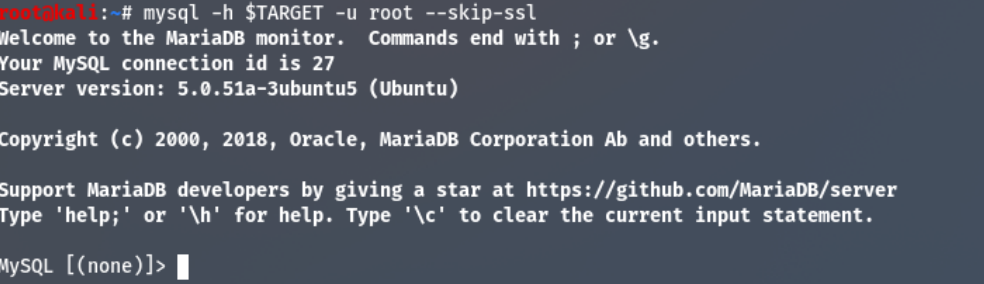 root@kali:~# mysql -h $TARGET -u root --skip-ssl
Welcome to the MariaDB monitor.  Commands end with ; or \g.
Your MySQL connection id is 27
Server version: 5.0.51a-3ubuntu5 (Ubuntu)
Copyright (c) 2000, 2018, Oracle, MariaDB Corporation Ab and others.
Support MariaDB developers by giving a star at https://github.com/MariaDB/server
Type 'help;' or '\h' for help. Type '\c' to clear the current input statement.
MySQL [(none)]>